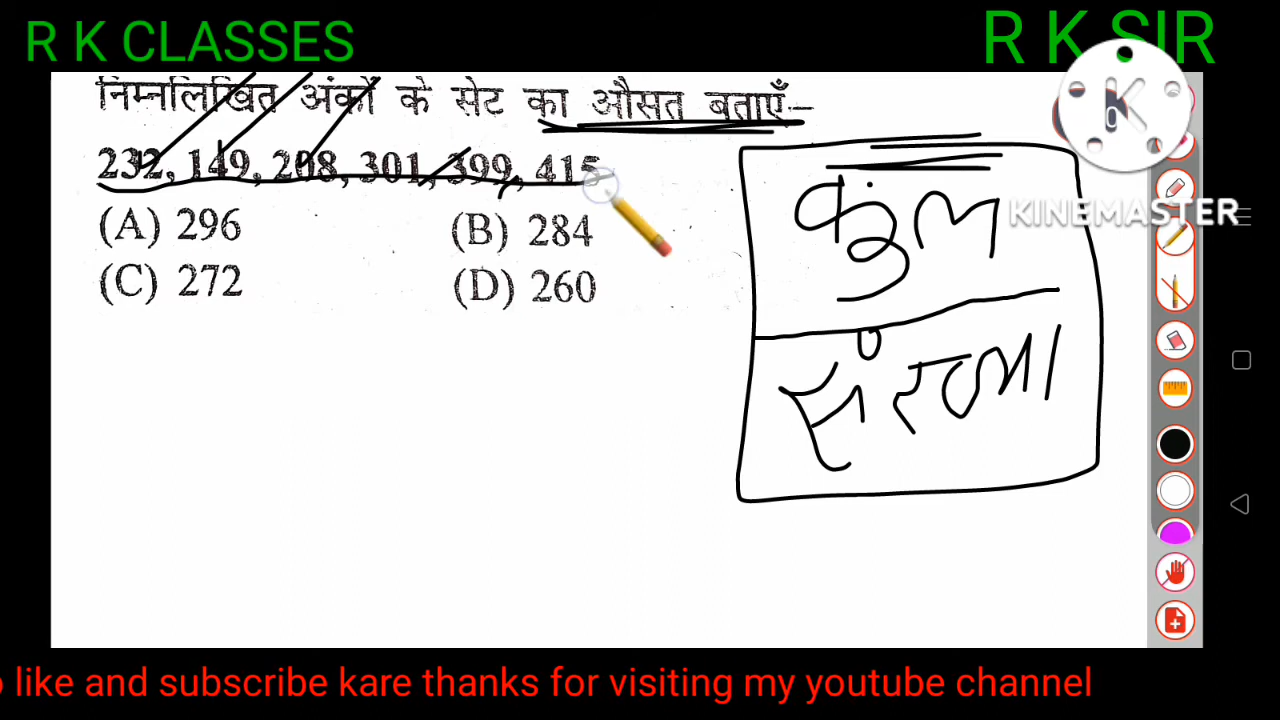 R K CLASSES
R K SIR
निम्नलिखित अंकों के सेट का औसत बताएँ–
232, 149, 208, 301, 399, 415
(A) 296 (B) 284
(C) 272 (D) 260
कुल
संख्या
KINEMASTER
like and subscribe kare thanks for visiting my youtube channel